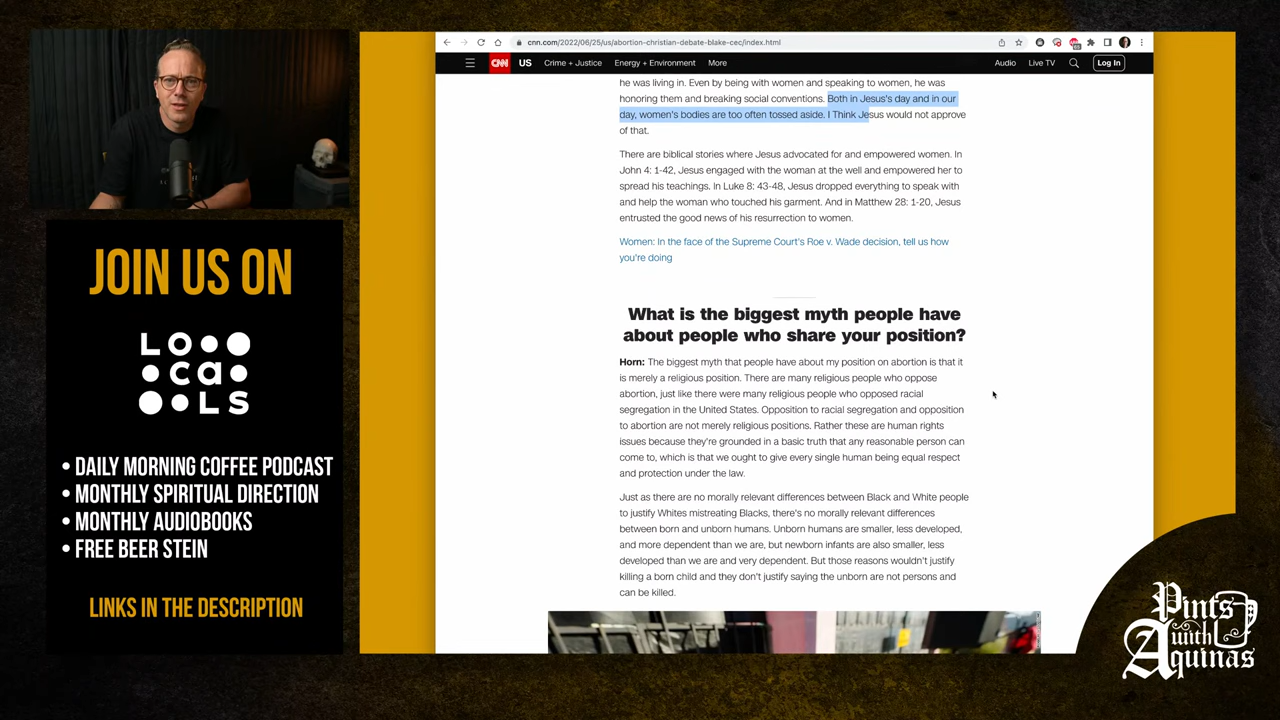 JOIN US ON
LO
ca
LS
• DAILY MORNING COFFEE PODCAST
• MONTHLY SPIRITUAL DIRECTION
• MONTHLY AUDIOBOOKS
• FREE BEER STEIN
LINKS IN THE DESCRIPTION
cnn.com/2022/06/25/us/abortion-christian-debate-blake-cec/index.html
CNN US Crime + Justice Energy + Environment More Audio Live TV Log In
he was living in. Even by being with women and speaking to women, he was
honoring them and breaking social conventions. Both in Jesus's day and in our
day, women's bodies are too often tossed aside. I Think Jesus would not approve
of that.
There are biblical stories where Jesus advocated for and empowered women. In
John 4: 1-42, Jesus engaged with the woman at the well and empowered her to
spread his teachings. In Luke 8: 43-48, Jesus dropped everything to speak with
and help the woman who touched his garment. And in Matthew 28: 1-20, Jesus
entrusted the good news of his resurrection to women.
Women: In the face of the Supreme Court's Roe v. Wade decision, tell us how
you're doing
What is the biggest myth people have
about people who share your position?
Horn: The biggest myth that people have about my position on abortion is that it
is merely a religious position. There are many religious people who oppose
abortion, just like there were many religious people who opposed racial
segregation in the United States. Opposition to racial segregation and opposition
to abortion are not merely religious positions. Rather these are human rights
issues because they're grounded in a basic truth that any reasonable person can
come to, which is that we ought to give every single human being equal respect
and protection under the law.
Just as there are no morally relevant differences between Black and White people
to justify Whites mistreating Blacks, there's no morally relevant differences
between born and unborn humans. Unborn humans are smaller, less developed,
and more dependent than we are, but newborn infants are also smaller, less
developed than we are and very dependent. But those reasons wouldn't justify
killing a born child and they don't justify saying the unborn are not persons and
can be killed.
Pints
with
Aquinas